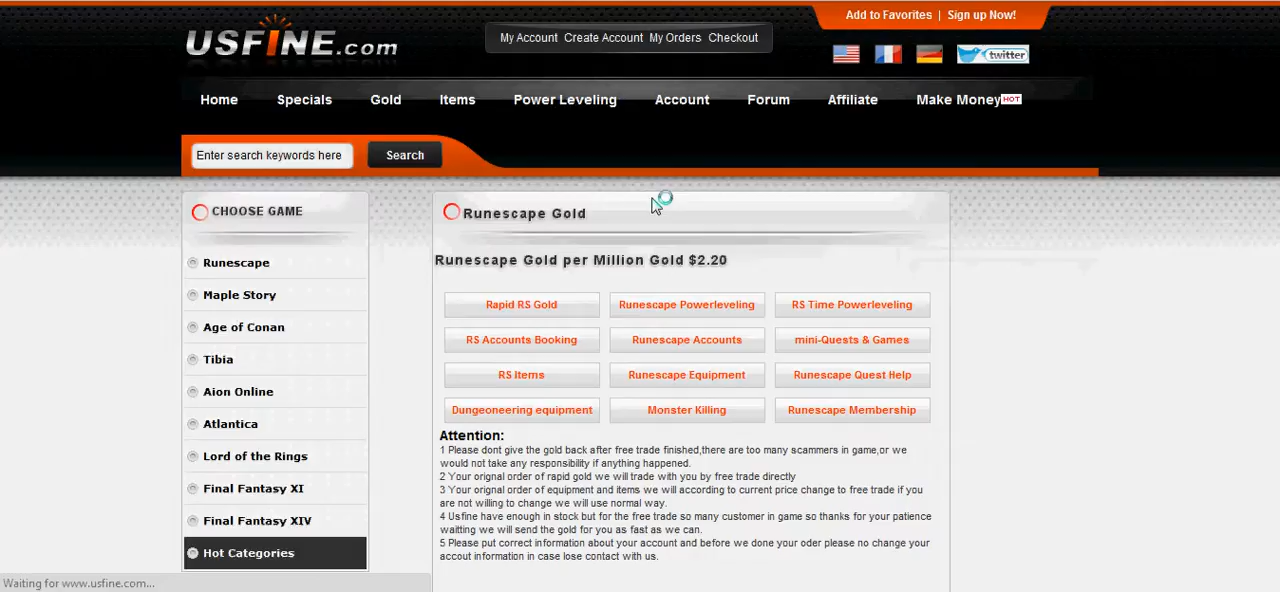 Add to Favorites | Sign up Now!
USFINE.com
My Account Create Account My Orders Checkout
twitter
Home Specials Gold Items Power Leveling Account Forum Affiliate Make Money HOT
Enter search keywords here Search
CHOOSE GAME
Runescape
Maple Story
Age of Conan
Tibia
Aion Online
Atlantica
Lord of the Rings
Final Fantasy XI
Final Fantasy XIV
Hot Categories
Runescape Gold
Runescape Gold per Million Gold $2.20
Rapid RS Gold Runescape Powerleveling RS Time Powerleveling
RS Accounts Booking Runescape Accounts mini-Quests & Games
RS Items Runescape Equipment Runescape Quest Help
Dungeoneering equipment Monster Killing Runescape Membership
Attention:
1 Please dont give the gold back after free trade finished,there are too many scammers in game,or we
would not take any responsibility if anything happened.
2 Your orignal order of rapid gold we will trade with you by free trade directly
3 Your orignal order of equipment and items we will according to current price change to free trade if you
are not willing to change we will use normal way.
4 Usfine have enough in stock but for the free trade so many customer in game so thanks for your patience
waitting we will send the gold for you as fast as we can.
5 Please put correct information about your account and before we done your oder please no change your
accout information in case lose contact with us.
Waiting for www.usfine.com...